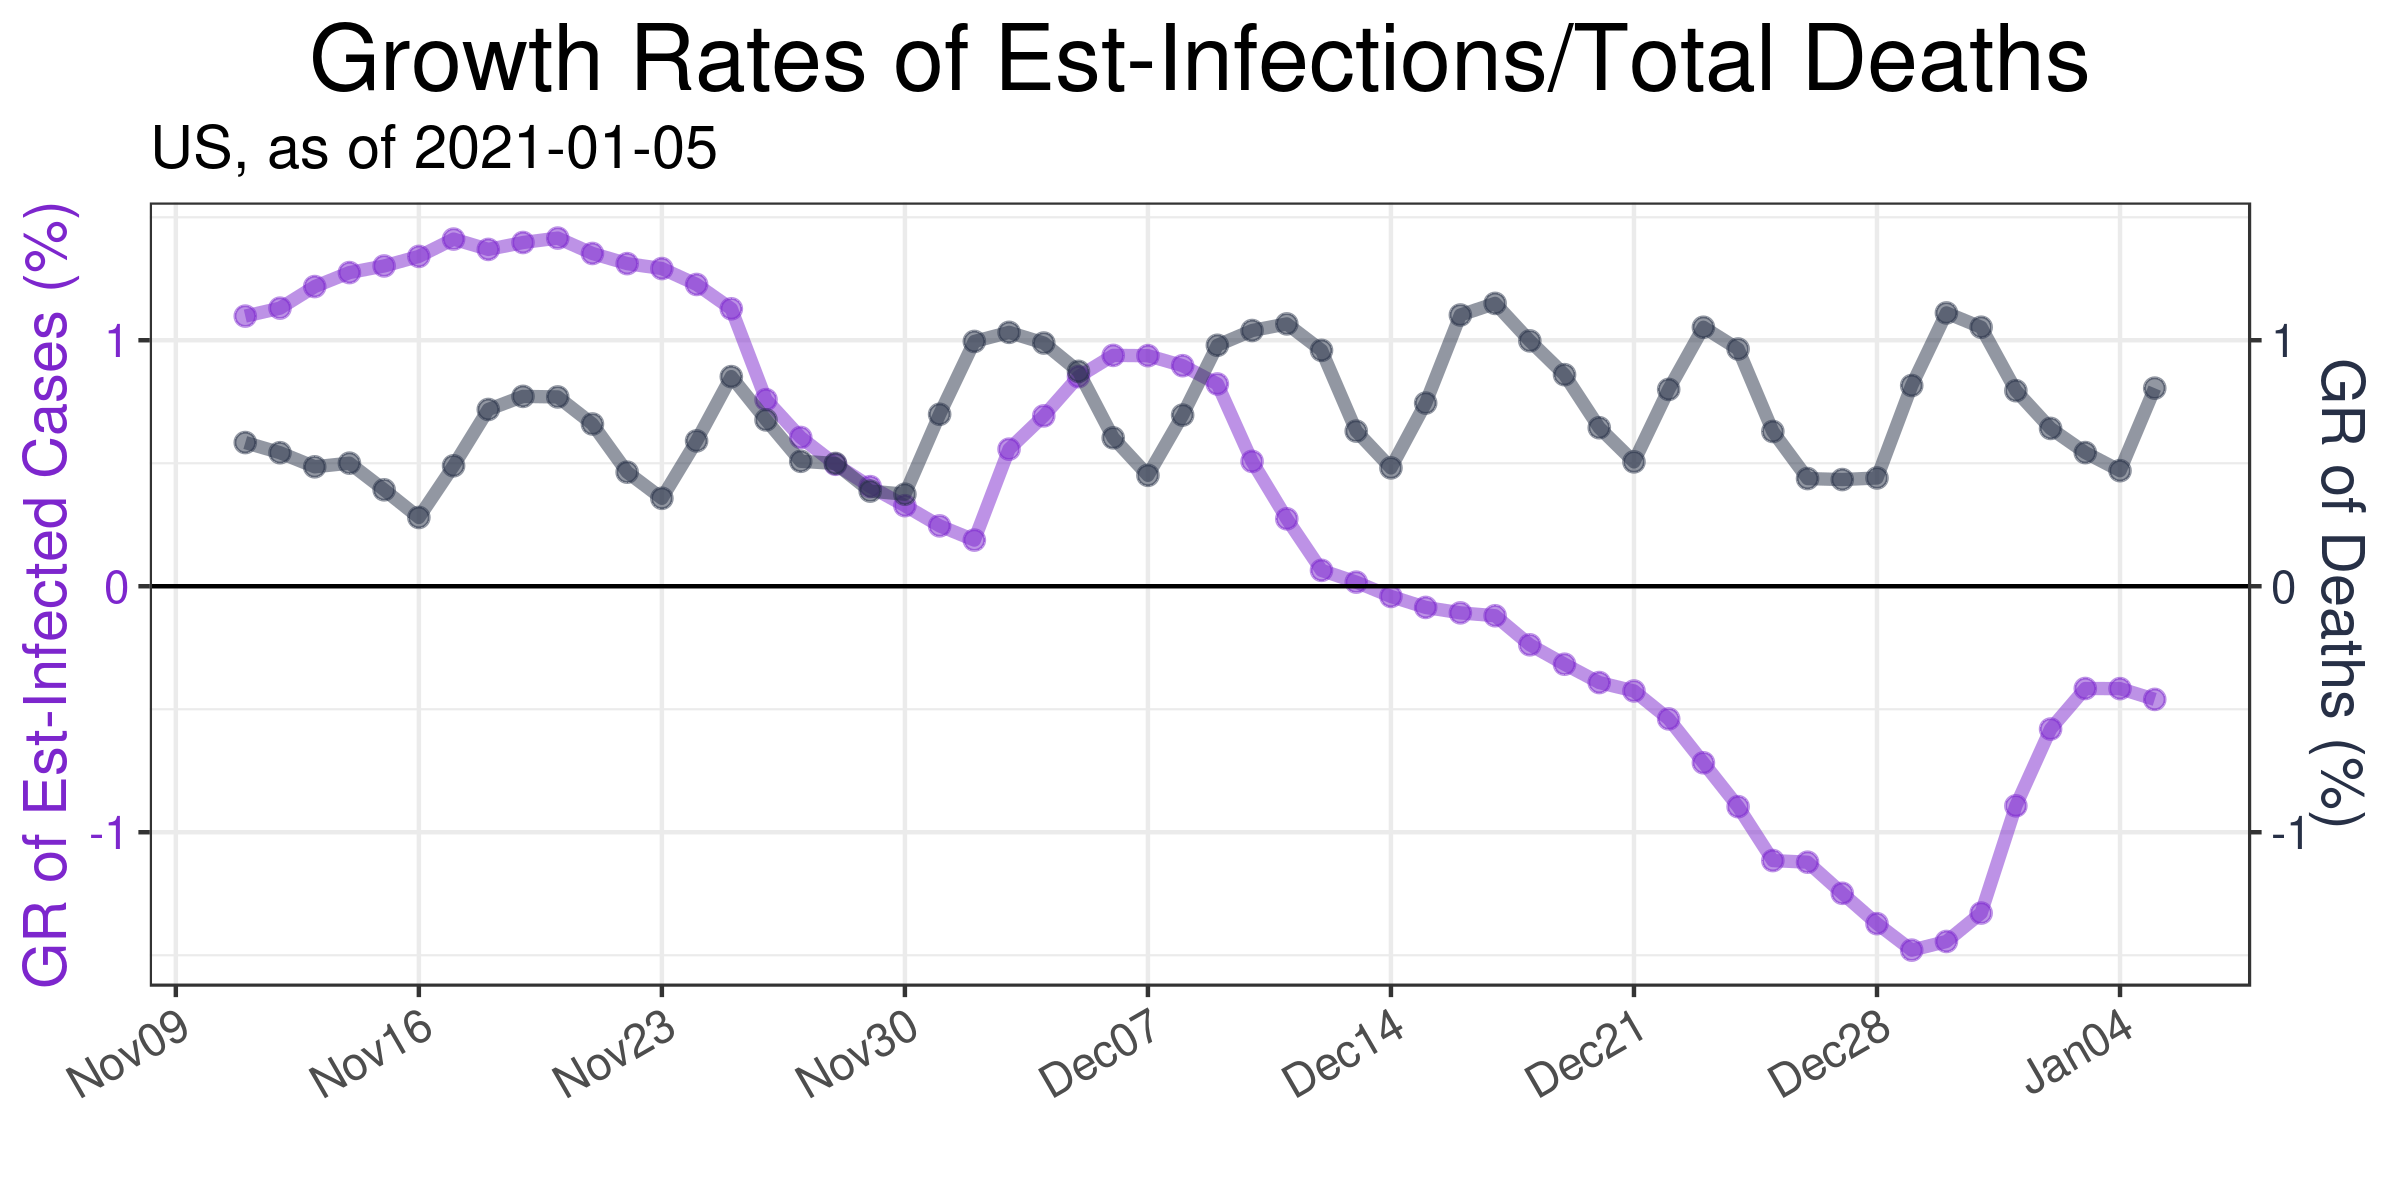 Growth Rates of Est-Infections/Total Deaths
US, as of 2021-01-05
GR of Est-Infected Cases (%)
1
0
-1
1
0
-1
GR of Deaths (%)
Nov09
Nov16
Nov23
Nov30
Dec07
Dec14
Dec21
Dec28
Jan04